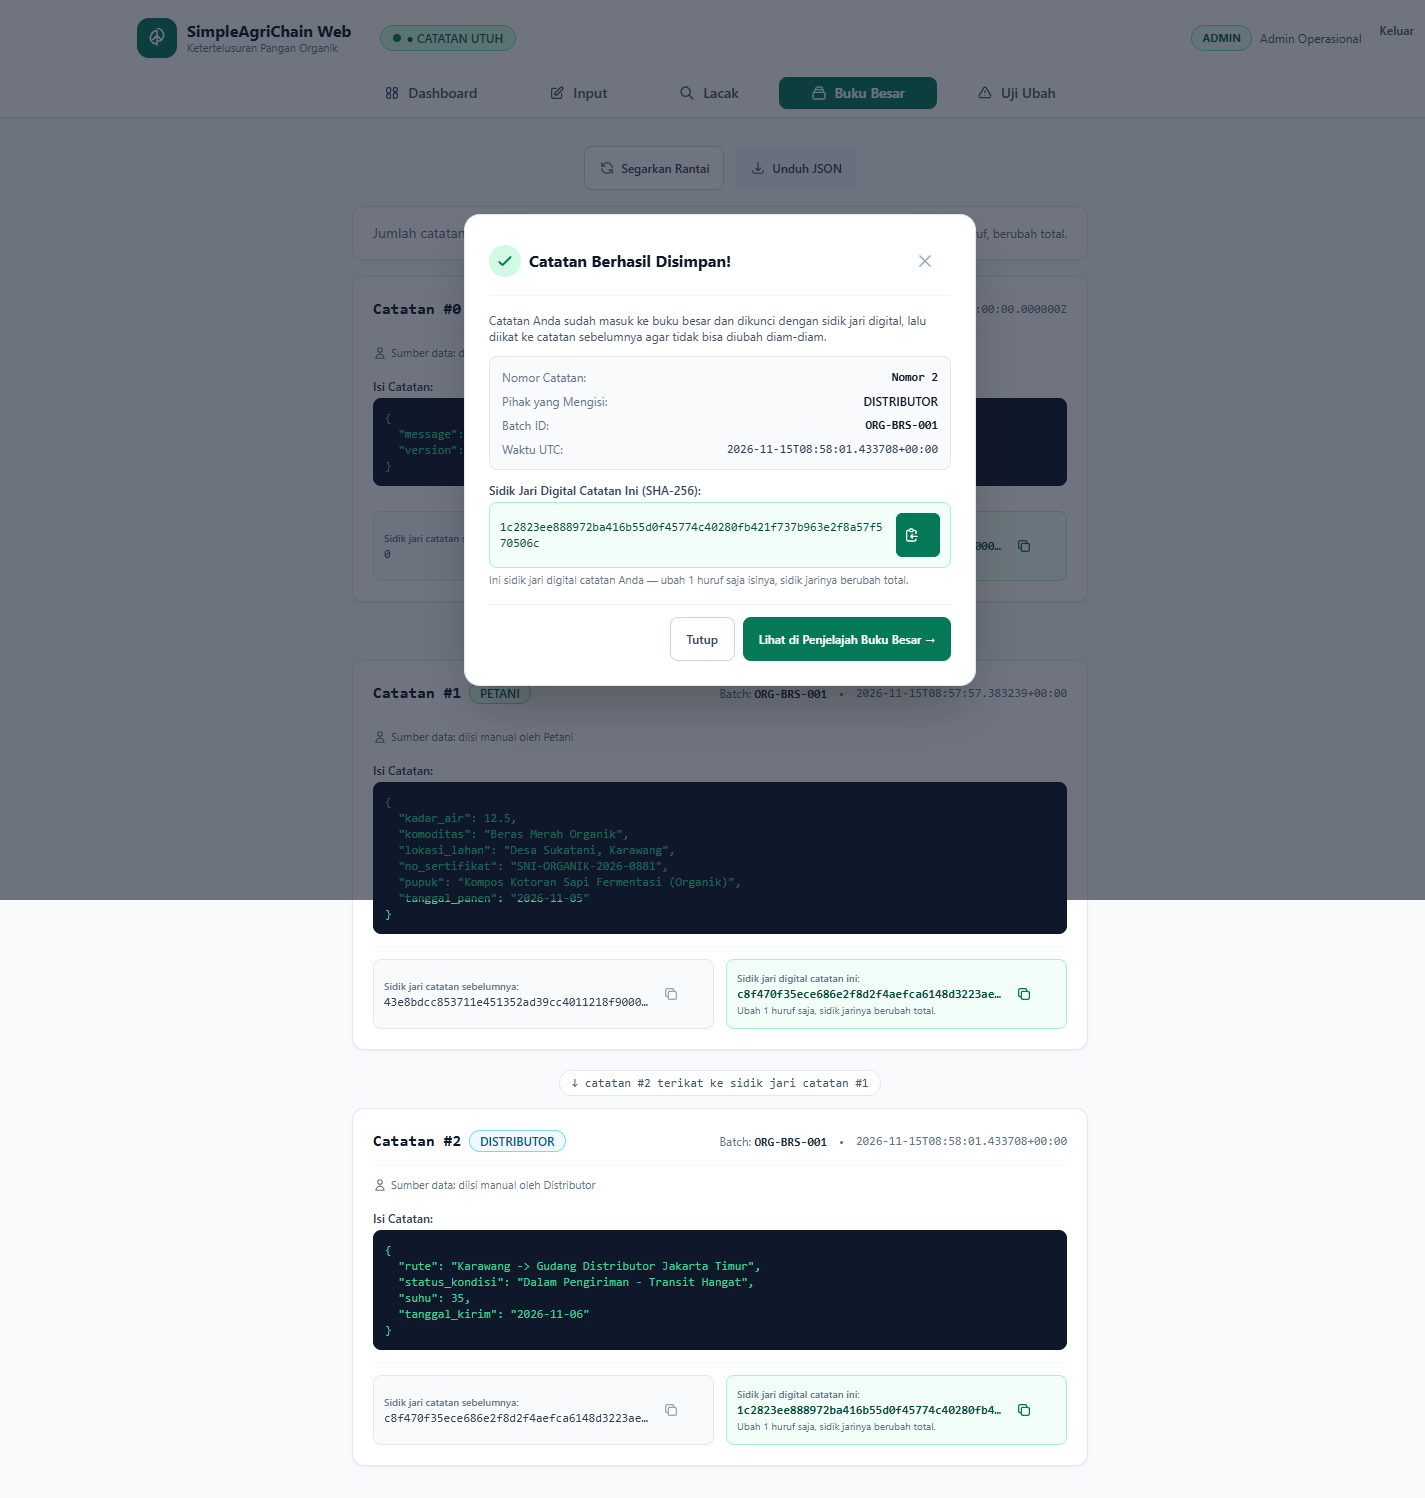 SimpleAgriChain Web
Ketertelusuran Pangan Organik
● CATATAN UTUH
ADMIN
Admin Operasional
Keluar
Dashboard
Input
Lacak
Buku Besar
Uji Ubah
Segarkan Rantai
Unduh JSON
Jumlah catatan
uf, berubah total.
Catatan #0
:00:00.000000Z
Sumber data: d
Isi Catatan:
{
"message":
"version":
}
Sidik jari catatan s
0
000…
Catatan Berhasil Disimpan!
Catatan Anda sudah masuk ke buku besar dan dikunci dengan sidik jari digital, lalu
diikat ke catatan sebelumnya agar tidak bisa diubah diam-diam.
Nomor Catatan: Nomor 2
Pihak yang Mengisi: DISTRIBUTOR
Batch ID: ORG-BRS-001
Waktu UTC: 2026-11-15T08:58:01.433708+00:00
Sidik Jari Digital Catatan Ini (SHA-256):
1c2823ee888972ba416b55d0f45774c40280fb421f737b963e2f8a57f5
70506c
Ini sidik jari digital catatan Anda — ubah 1 huruf saja isinya, sidik jarinya berubah total.
Tutup
Lihat di Penjelajah Buku Besar →
Catatan #1 PETANI Batch: ORG-BRS-001 • 2026-11-15T08:57:57.383239+00:00
Sumber data: diisi manual oleh Petani
Isi Catatan:
{
"kadar_air": 12.5,
"komoditas": "Beras Merah Organik",
"lokasi_lahan": "Desa Sukatani, Karawang",
"no_sertifikat": "SNI-ORGANIK-2026-0881",
"pupuk": "Kompos Kotoran Sapi Fermentasi (Organik)",
"tanggal_panen": "2026-11-05"
}
Sidik jari catatan sebelumnya:
43e8bdcc853711e451352ad39cc4011218f9000…
Sidik jari digital catatan ini:
c8f470f35ece686e2f8d2f4aefca6148d3223ae…
Ubah 1 huruf saja, sidik jarinya berubah total.
↓ catatan #2 terikat ke sidik jari catatan #1
Catatan #2 DISTRIBUTOR Batch: ORG-BRS-001 • 2026-11-15T08:58:01.433708+00:00
Sumber data: diisi manual oleh Distributor
Isi Catatan:
{
"rute": "Karawang -> Gudang Distributor Jakarta Timur",
"status_kondisi": "Dalam Pengiriman - Transit Hangat",
"suhu": 35,
"tanggal_kirim": "2026-11-06"
}
Sidik jari catatan sebelumnya:
c8f470f35ece686e2f8d2f4aefca6148d3223ae…
Sidik jari digital catatan ini:
1c2823ee888972ba416b55d0f45774c40280fb4…
Ubah 1 huruf saja, sidik jarinya berubah total.